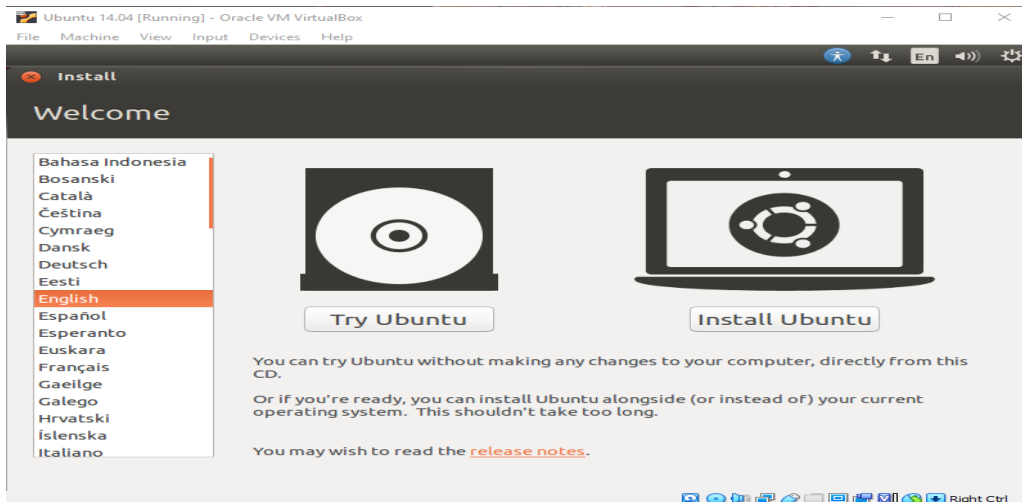 Ubuntu 14.04 [Running] - Oracle VM VirtualBox
File Machine View Input Devices Help
En
Install
Welcome
Bahasa Indonesia
Bosanski
Català
Čeština
Cymraeg
Dansk
Deutsch
Eesti
English
Español
Esperanto
Euskara
Français
Gaeilge
Galego
Hrvatski
Íslenska
Italiano
Try Ubuntu
Install Ubuntu
You can try Ubuntu without making any changes to your computer, directly from this
CD.
Or if you're ready, you can install Ubuntu alongside (or instead of) your current
operating system. This shouldn't take too long.
You may wish to read the release notes.
Right Ctrl